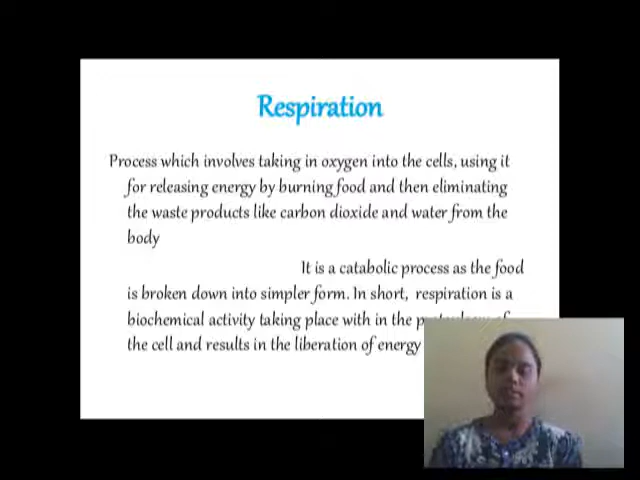 Respiration
Process which involves taking in oxygen into the cells, using it
for releasing energy by burning food and then eliminating
the waste products like carbon dioxide and water from the
body
It is a catabolic process as the food
is broken down into simpler form. In short, respiration is a
biochemical activity taking place with in the of
the cell and results in the liberation of energy